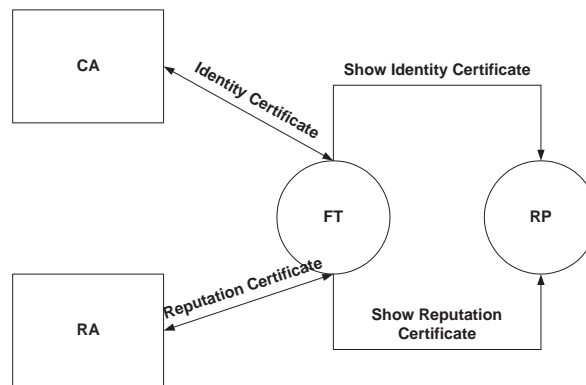 CA
Identity Certificate
Show Identity Certificate
FT
RP
Reputation Certificate
RA
Show Reputation
Certificate